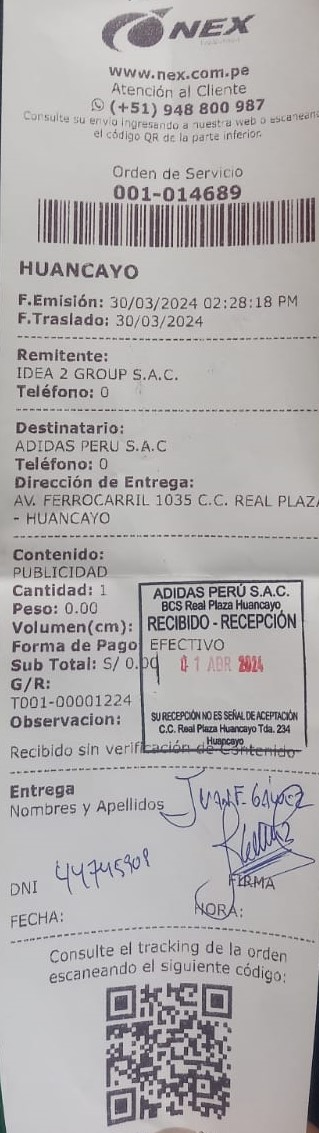 NEX
www.nex.com.pe
Atención al Cliente
(+51) 948 800 987
Consulte su envío ingresando a nuestra web o escaneand
el código QR de la parte inferior.
Orden de Servicio
001-014689
HUANCAYO
F.Emisión: 30/03/2024 02:28:18 PM
F.Traslado: 30/03/2024
Remitente:
IDEA 2 GROUP S.A.C.
Teléfono: 0
Destinatario:
ADIDAS PERU S.A.C
Teléfono: 0
Dirección de Entrega:
AV. FERROCARRIL 1035 C.C. REAL PLAZA
- HUANCAYO
Contenido:
PUBLICIDAD
Cantidad: 1
Peso: 0.00
Volumen(cm):
Forma de Pago EFECTIVO
Sub Total: S/ 0.00
G/R:
T001-00001224
Observacion:
Recibido sin verificación de Contenido
ADIDAS PERÚ S.A.C.
BCS Real Plaza Huancayo
RECIBIDO - RECEPCIÓN
01 ABR 2024
SU RECEPCIÓN NO ES SEÑAL DE ACEPTACIÓN
C.C. Real Plaza Huancayo Tda. 234
Huancayo
Entrega
Nombres y Apellidos
DNI 44745909
FIRMA
FECHA:
HORA:
Consulte el tracking de la orden
escaneando el siguiente código: